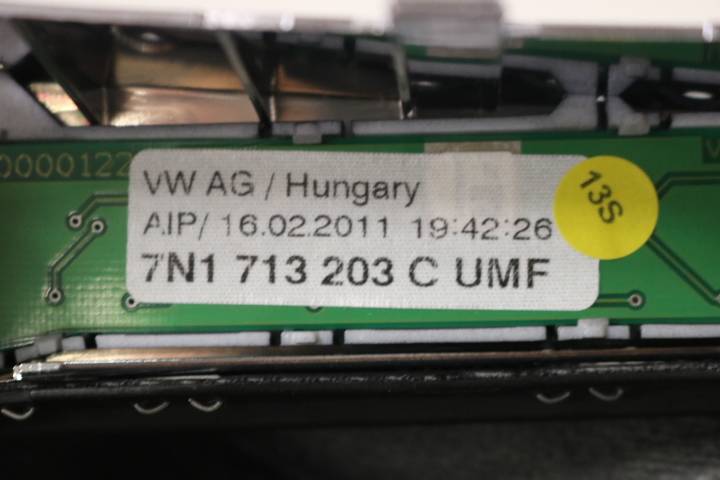 0000122
VW AG / Hungary
AIP/ 16.02.2011 19:42:26
7N1 713 203 C UMF
13S